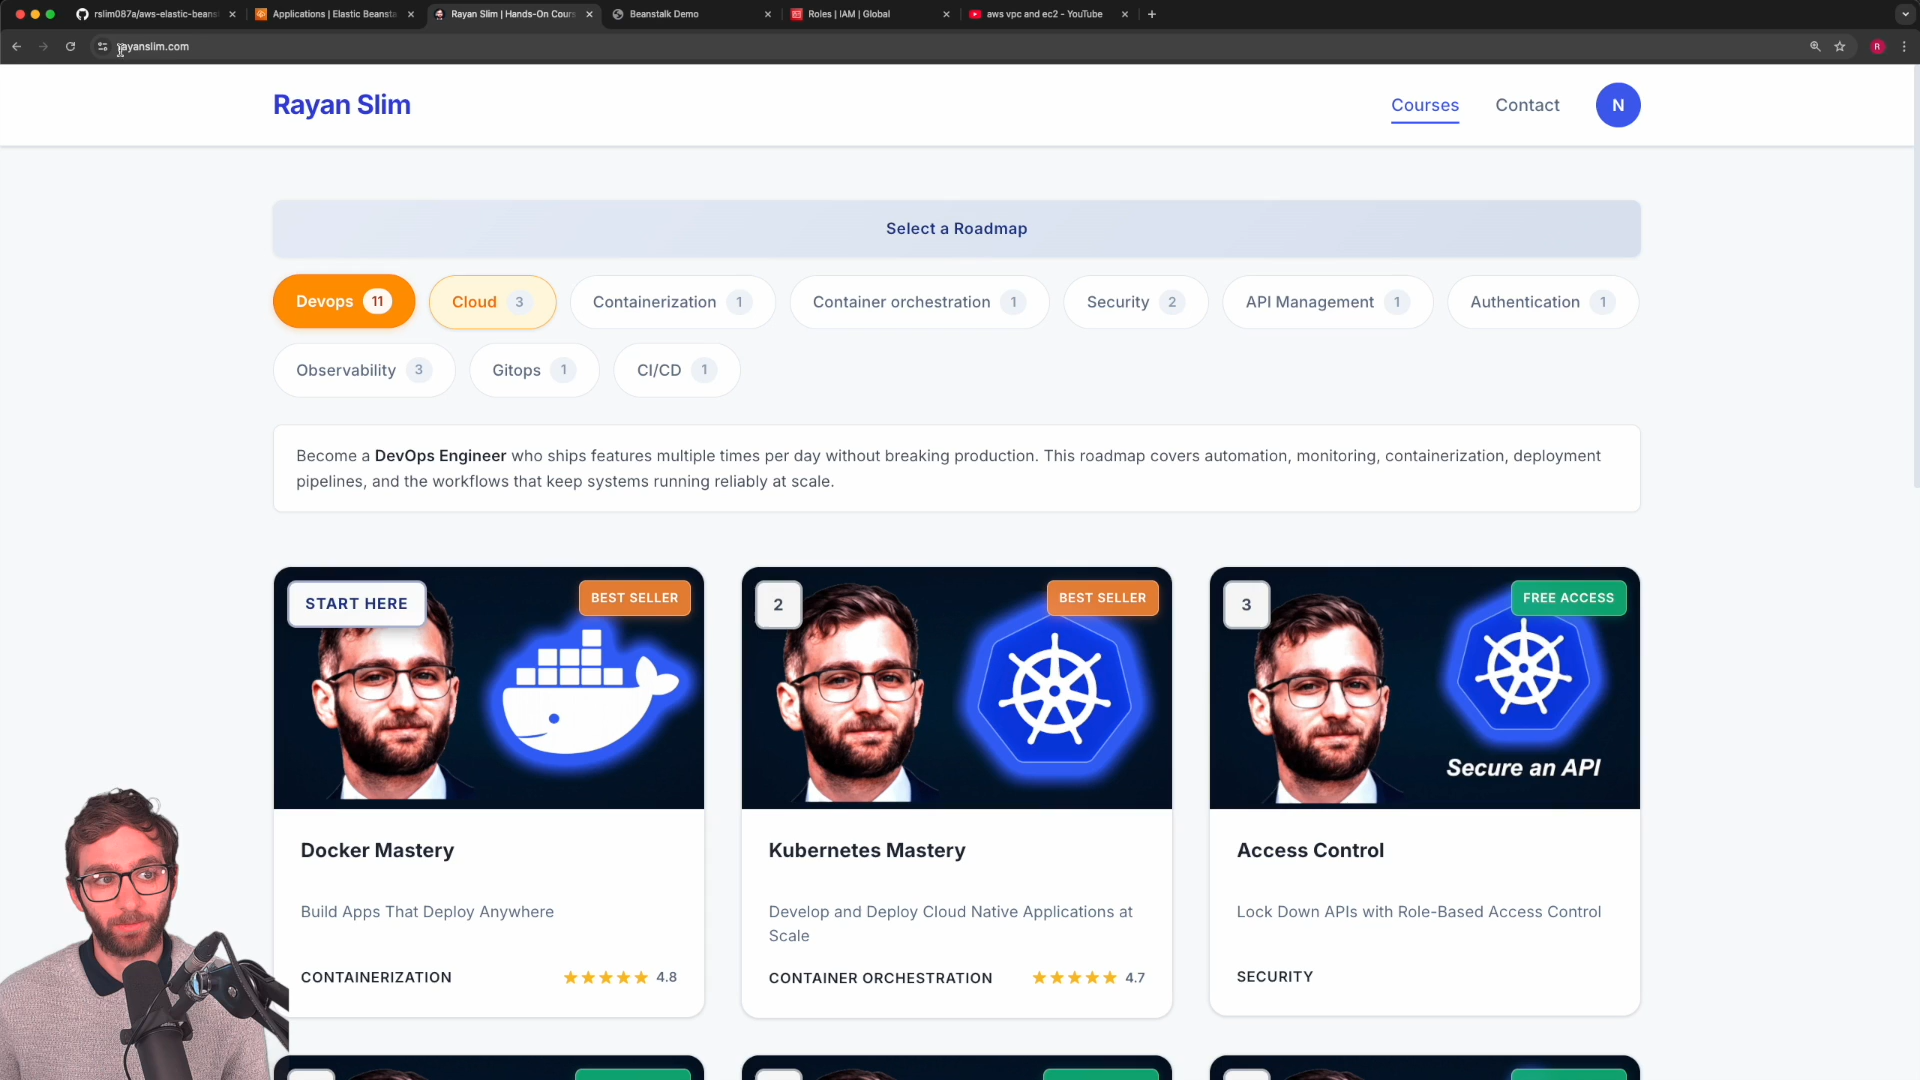 rslim087a/aws-elastic-beans
Applications | Elastic Beansta
Rayan Slim | Hands-On Cours
Beanstalk Demo
Roles | IAM | Global
aws vpc and ec2 - YouTube
rayanslim.com
R
Rayan Slim
Courses
Contact
N
Select a Roadmap
Devops 11
Cloud 3
Containerization 1
Container orchestration 1
Security 2
API Management 1
Authentication 1
Observability 3
Gitops 1
CI/CD 1
Become a DevOps Engineer who ships features multiple times per day without breaking production. This roadmap covers automation, monitoring, containerization, deployment
pipelines, and the workflows that keep systems running reliably at scale.
START HERE
BEST SELLER
2
BEST SELLER
3
FREE ACCESS
Secure an API
Docker Mastery
Kubernetes Mastery
Access Control
Build Apps That Deploy Anywhere
Develop and Deploy Cloud Native Applications at
Scale
Lock Down APIs with Role-Based Access Control
CONTAINERIZATION
4.8
CONTAINER ORCHESTRATION
4.7
SECURITY